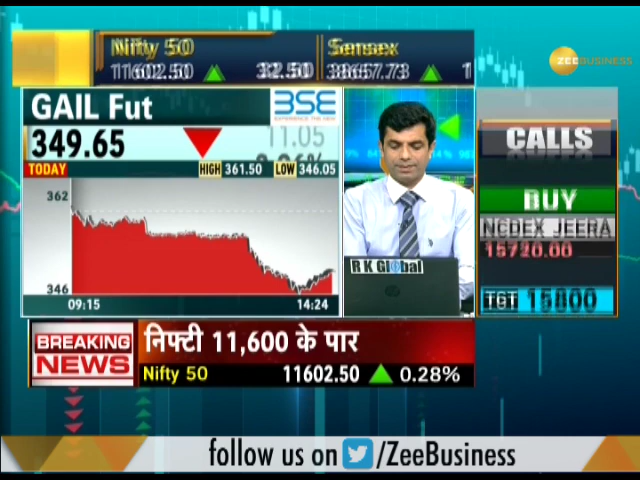 Nifty 50
11602.50 32.50
Sensex
38657.73
ZEEBUSINESS
GAIL Fut
BSE
EXPERIENCE THE NEW
349.65
11.05
TODAY
HIGH 361.50 LOW 346.05
362
346
09:15 14:24
R K Global
CALLS
BUY
NCDEX JEERA
15720.00
TGT 15800
BREAKING NEWS
निफ्टी 11,600 के पार
Nifty 50 11602.50 0.28%
follow us on /ZeeBusiness